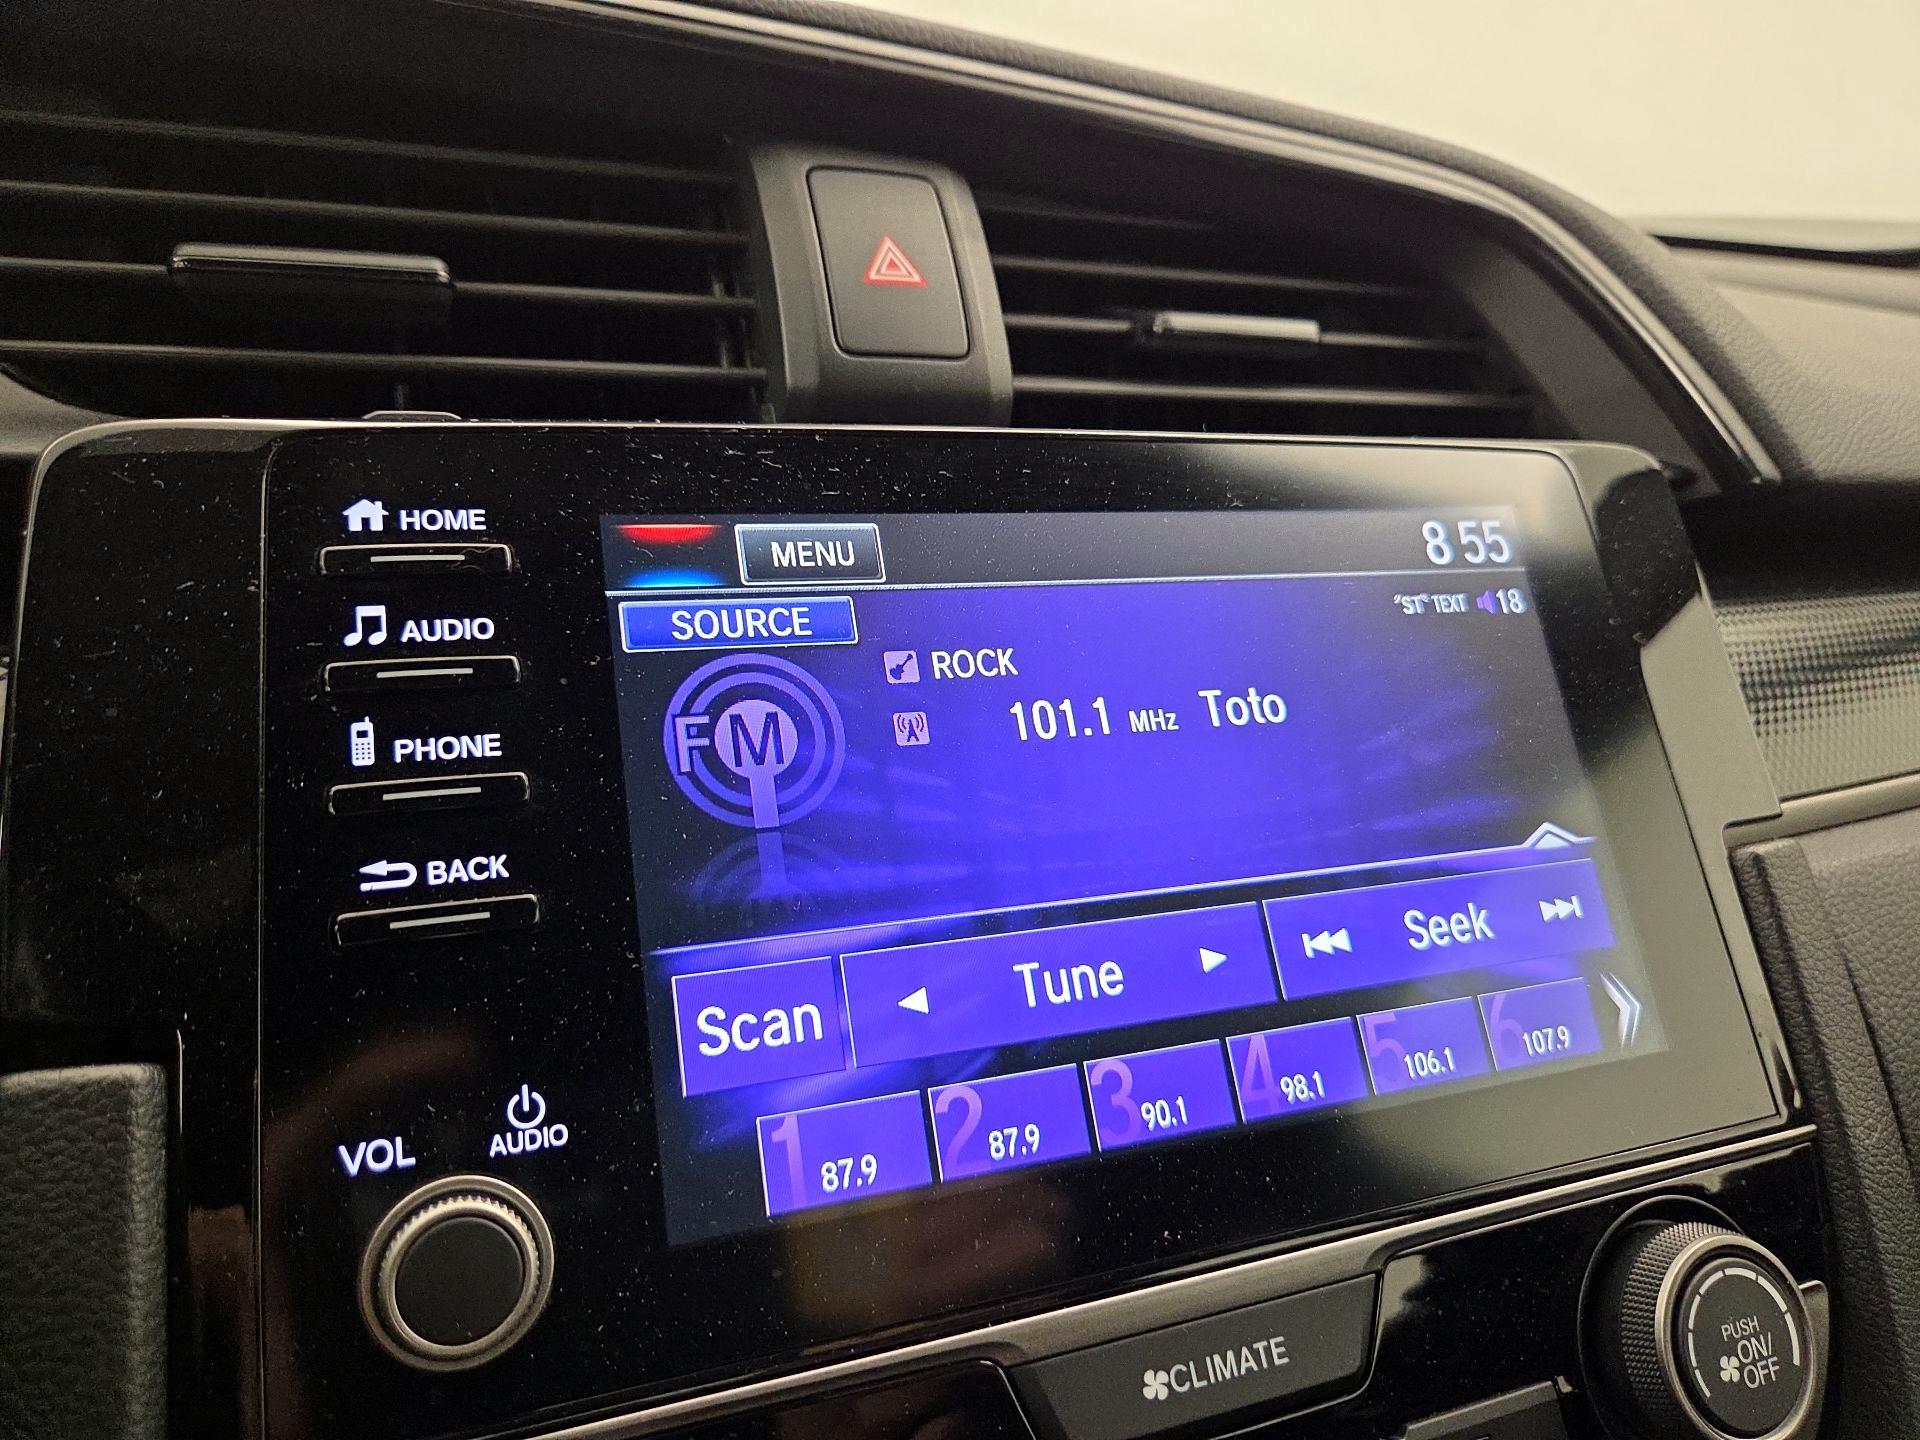 HOME
AUDIO
PHONE
BACK
VOL
AUDIO
MENU
8 55
SOURCE
"ST" TEXT 18
ROCK
FM
101.1 MHz Toto
Scan
Tune
Seek
1 87.9
2 87.9
3 90.1
4 98.1
5 106.1
6 107.9
CLIMATE
PUSH
ON/
OFF